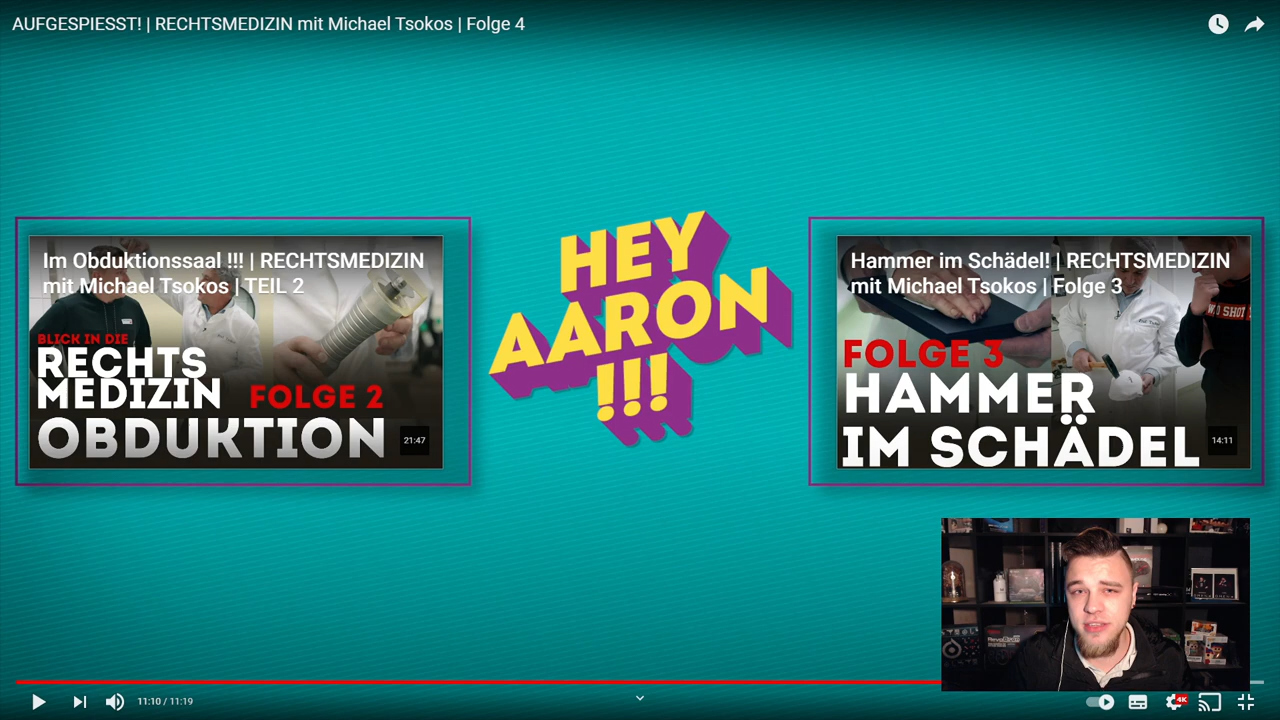 AUFGESPIESST! | RECHTSMEDIZIN mit Michael Tsokos | Folge 4
Im Obduktionssaal !!! | RECHTSMEDIZIN
mit Michael Tsokos | TEIL 2
BLICK IN DIE
RECHTS
MEDIZIN FOLGE 2
OBDUKTION
21:47
HEY
AARON
!!!
Hammer im Schädel! | RECHTSMEDIZIN
mit Michael Tsokos | Folge 3
FOLGE 3
HAMMER
IM SCHÄDEL
14:11
11:10 / 11:19
4K